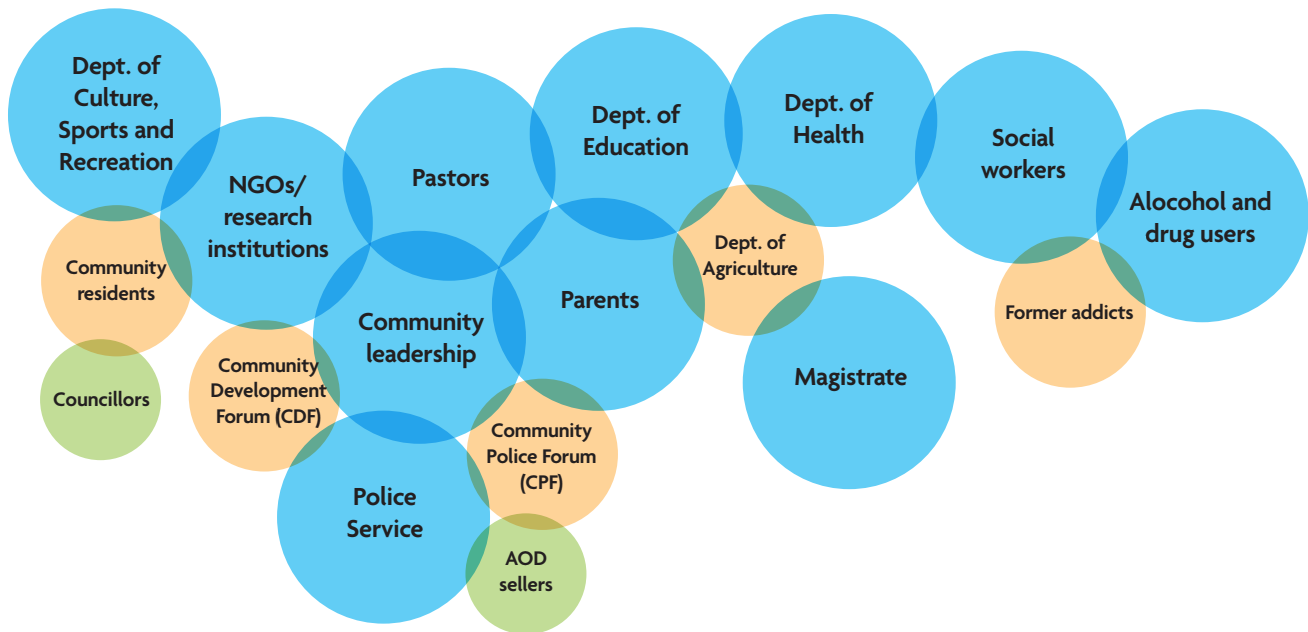 Dept. of
Culture,
Sports and
Recreation
NGOs/
research
institutions
Pastors
Dept. of
Education
Dept. of
Health
Social
workers
Alocohol and
drug users
Community
residents
Community
leadership
Parents
Dept. of
Agriculture
Former addicts
Councillors
Community
Development
Forum (CDF)
Magistrate
Community
Police Forum
(CPF)
Police
Service
AOD
sellers